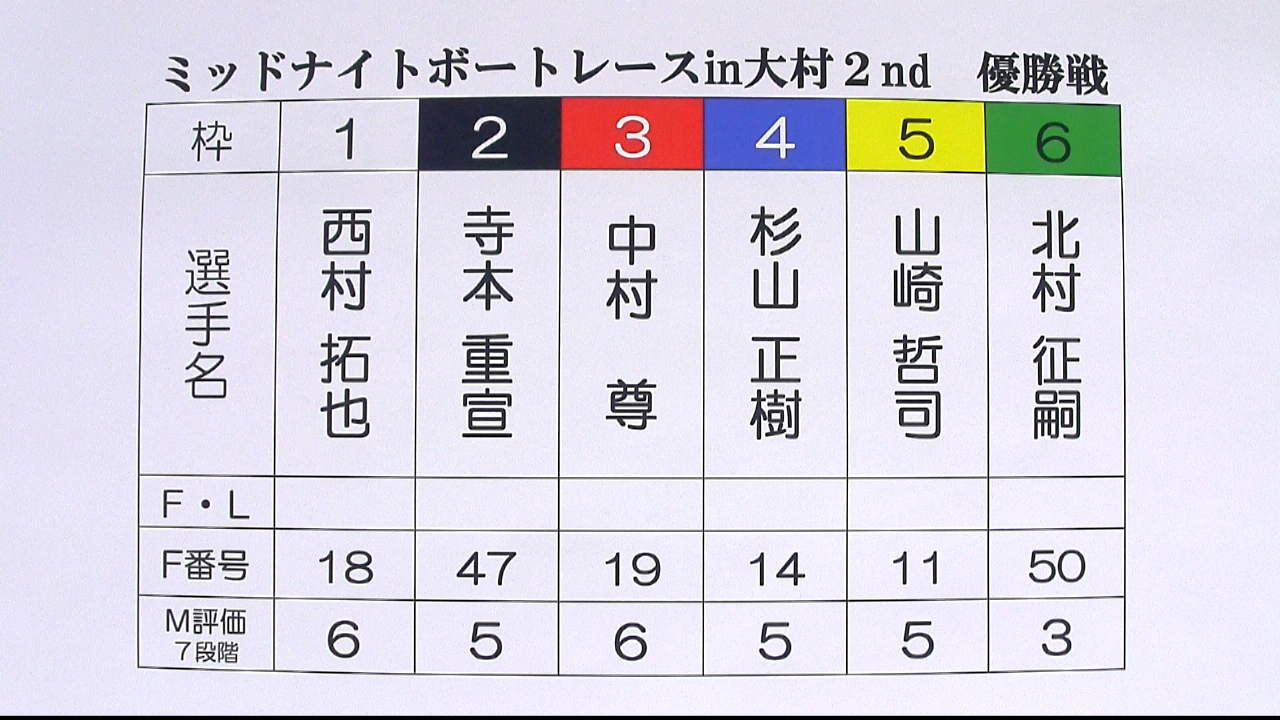 ミッドナイトボートレースin大村２nd　優勝戦
枠 1 2 3 4 5 6
選手名 西村 拓也 寺本 重宣 中村 尊 杉山 正樹 山崎 哲司 北村 征嗣
F・L
F番号 18 47 19 14 11 50
M評価 7段階 6 5 6 5 5 3